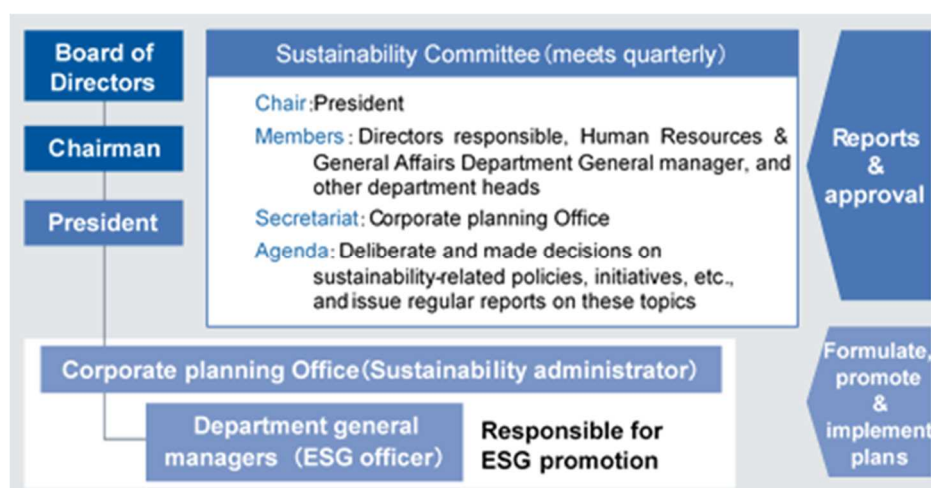 Board of
Directors
Chairman
President
Sustainability Committee(meets quarterly)
Chair:President
Members: Directors responsible, Human Resources &
General Affairs Department General manager, and
other department heads
Secretariat: Corporate planning Office
Agenda: Deliberate and made decisions on
sustainability-related policies, initiatives, etc.,
and issue regular reports on these topics
Reports
&
approval
Corporate planning Office(Sustainability administrator)
Department general
managers (ESG officer)
Responsible for
ESG promotion
Formulate,
promote
&
implement
plans